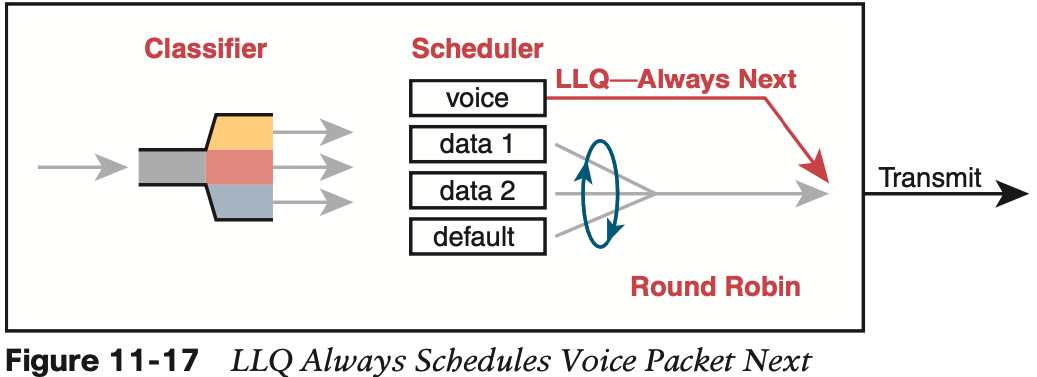 Classifier
Scheduler
LLQ—Always Next
voice
data 1
data 2
default
Transmit
Round Robin
Figure 11-17 LLQ Always Schedules Voice Packet Next